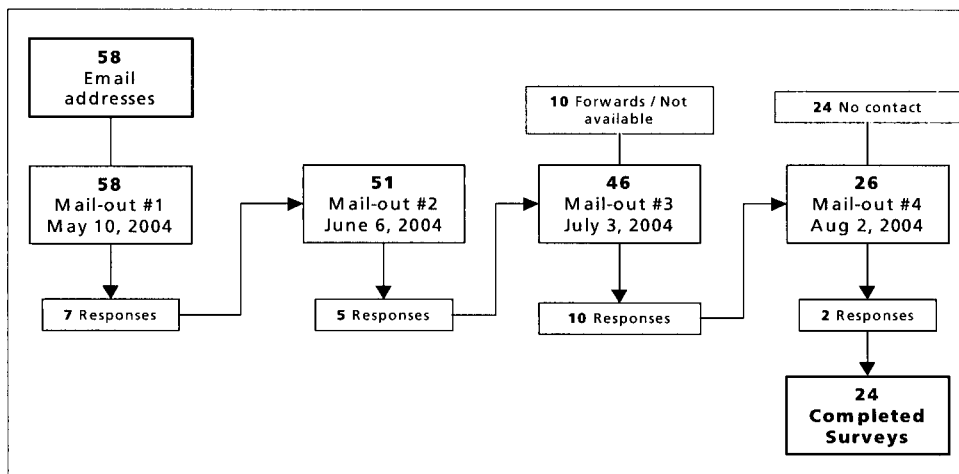 58
Email
addresses
58
Mail-out #1
May 10, 2004
7 Responses
51
Mail-out #2
June 6, 2004
5 Responses
10 Forwards / Not
available
46
Mail-out #3
July 3, 2004
10 Responses
24 No contact
26
Mail-out #4
Aug 2, 2004
2 Responses
24
Completed
Surveys